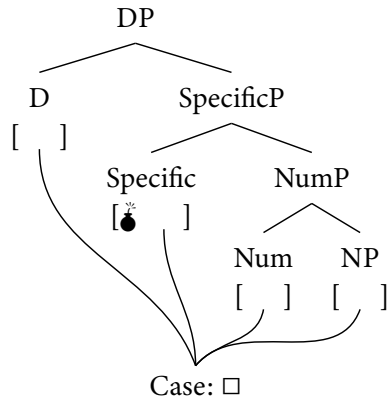 DP
D SpecificP
[ ] Specific NumP
[💣 ] Num NP
[ ] [ ]
Case: □